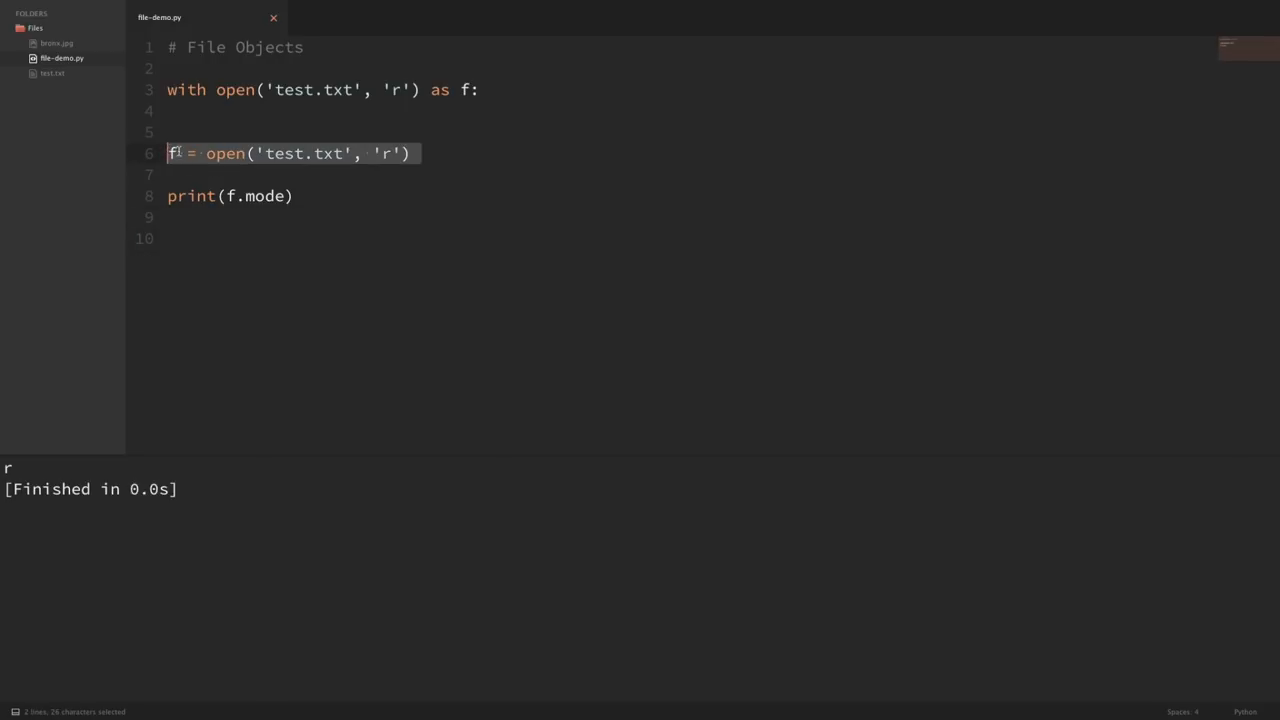 FOLDERS
Files
bronx.jpg
file-demo.py
test.txt
file-demo.py ×
1 # File Objects
2
3 with open('test.txt', 'r') as f:
4
5
6 f = open('test.txt', 'r')
7
8 print(f.mode)
9
10
r
[Finished in 0.0s]
2 lines, 26 characters selected
Spaces: 4
Python